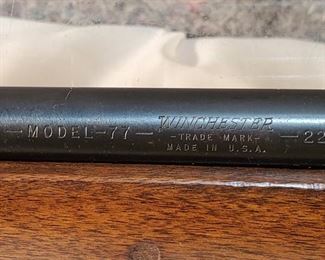 —MODEL—77— WINCHESTER —22
-TRADE MARK-
MADE IN U.S.A.